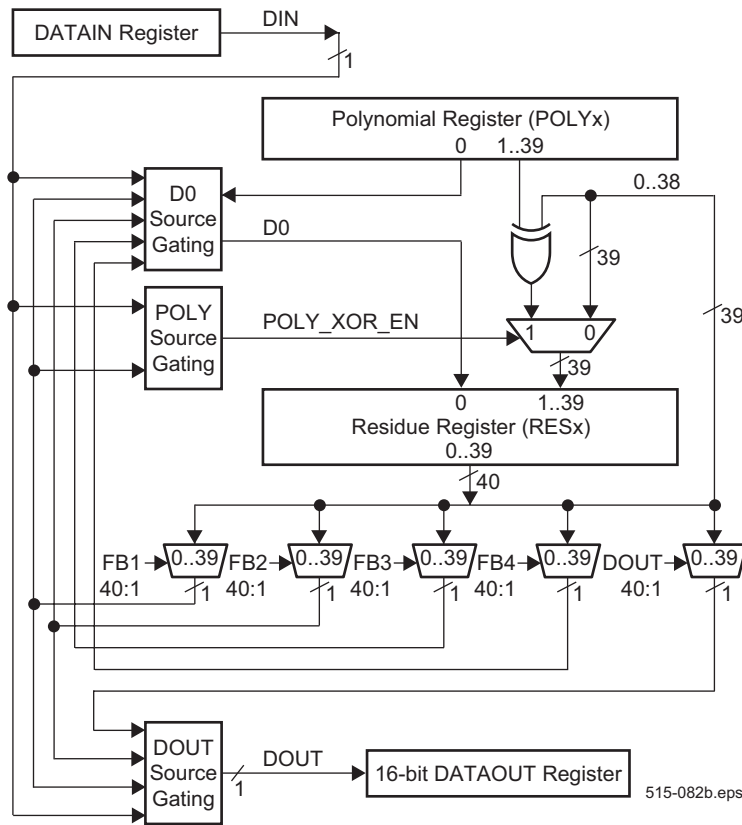 DIN
DATAIN Register
1
Polynomial Register (POLYx)
0 1..39
0..38
D0
Source
Gating
D0
39
POLY
Source
Gating
POLY_XOR_EN
1 0
39
39
0 1..39
Residue Register (RESx)
0..39
40
FB1 0..39 FB2 0..39 FB3 0..39 FB4 0..39 DOUT 0..39
40:1 1 40:1 1 40:1 1 40:1 1 40:1 1
DOUT
Source
Gating
DOUT
1
16-bit DATAOUT Register
515-082b.eps